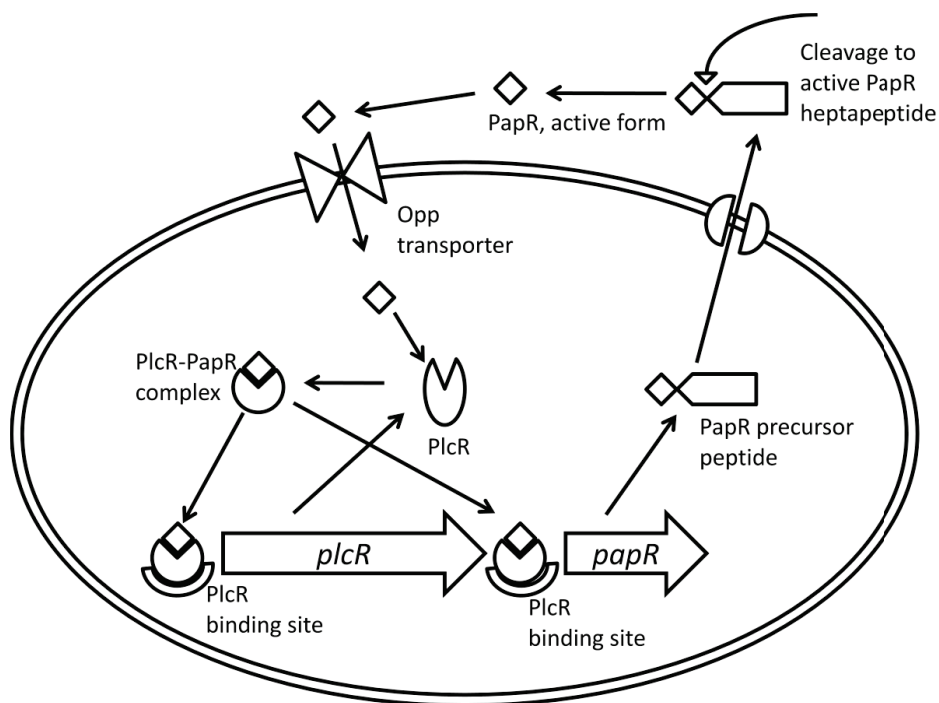 Cleavage to
active PapR
heptapeptide
PapR, active form
Opp
transporter
PlcR-PapR
complex
PlcR
PapR precursor
peptide
plcR
papR
PlcR
binding site
PlcR
binding site